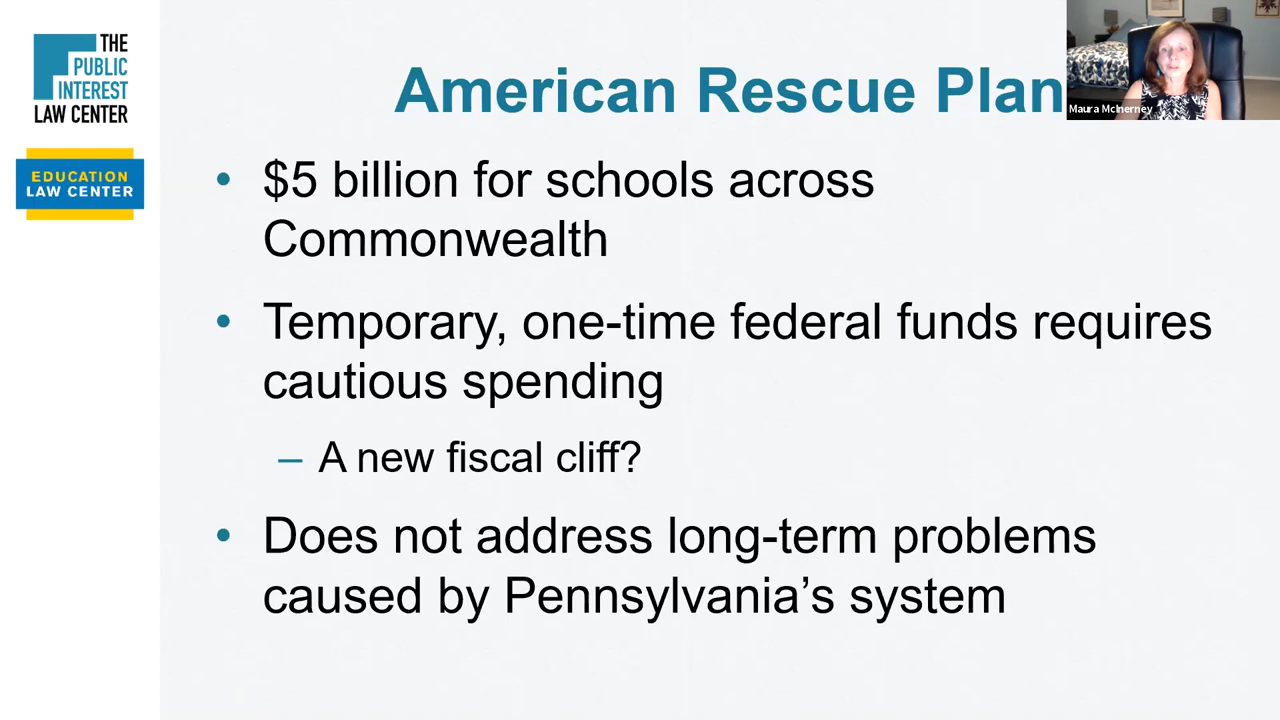 THE
PUBLIC
INTEREST
LAW CENTER
EDUCATION
LAW CENTER
American Rescue Plan
Maura McInerney
• $5 billion for schools across
Commonwealth
• Temporary, one-time federal funds requires
cautious spending
– A new fiscal cliff?
• Does not address long-term problems
caused by Pennsylvania’s system